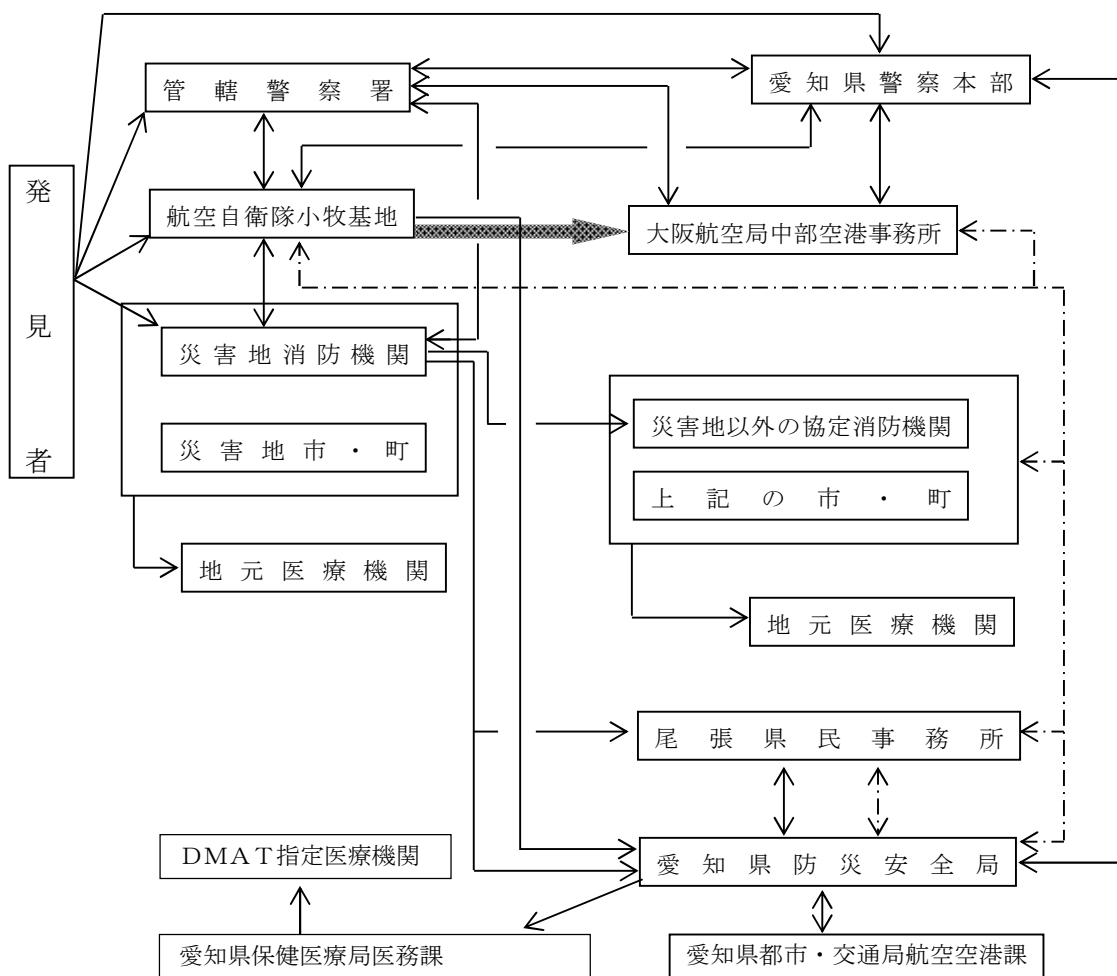 管轄警察署
愛知県警察本部
発見者
航空自衛隊小牧基地
大阪航空局中部空港事務所
災害地消防機関
災害地市・町
災害地以外の協定消防機関
上記の市・町
地元医療機関
地元医療機関
尾張県民事務所
DMAT指定医療機関
愛知県防災安全局
愛知県保健医療局医務課
愛知県都市・交通局航空空港課